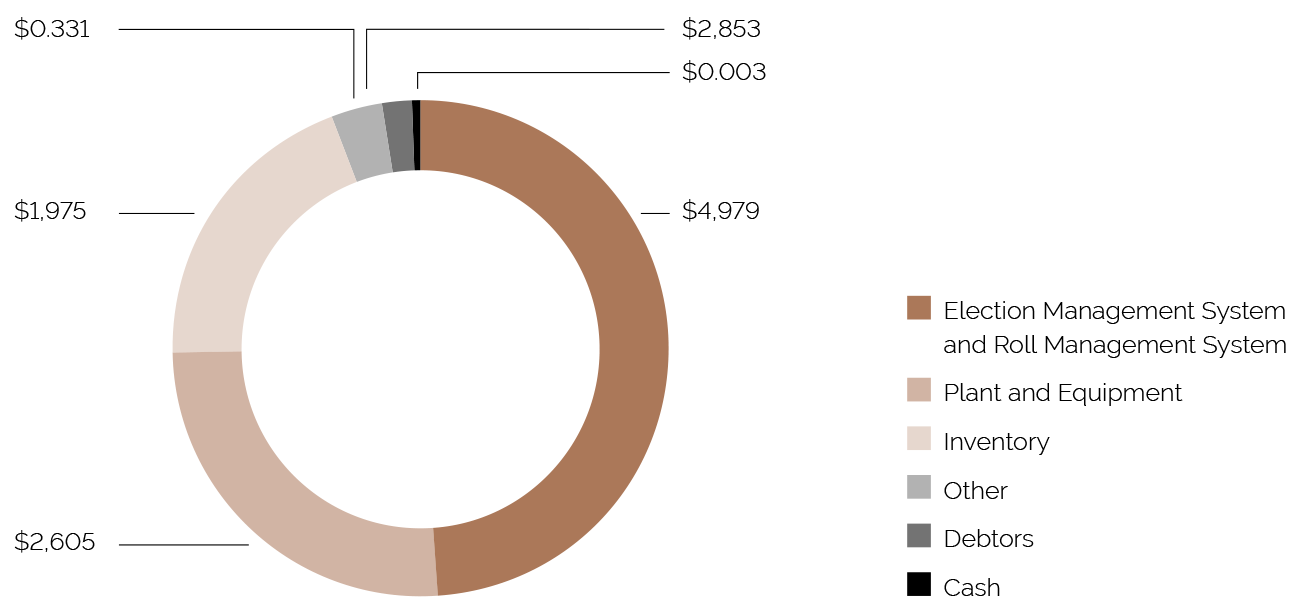 $0.331
$2,853
$0.003
$1,975
$4,979
$2,605
Election Management System
and Roll Management System
Plant and Equipment
Inventory
Other
Debtors
Cash